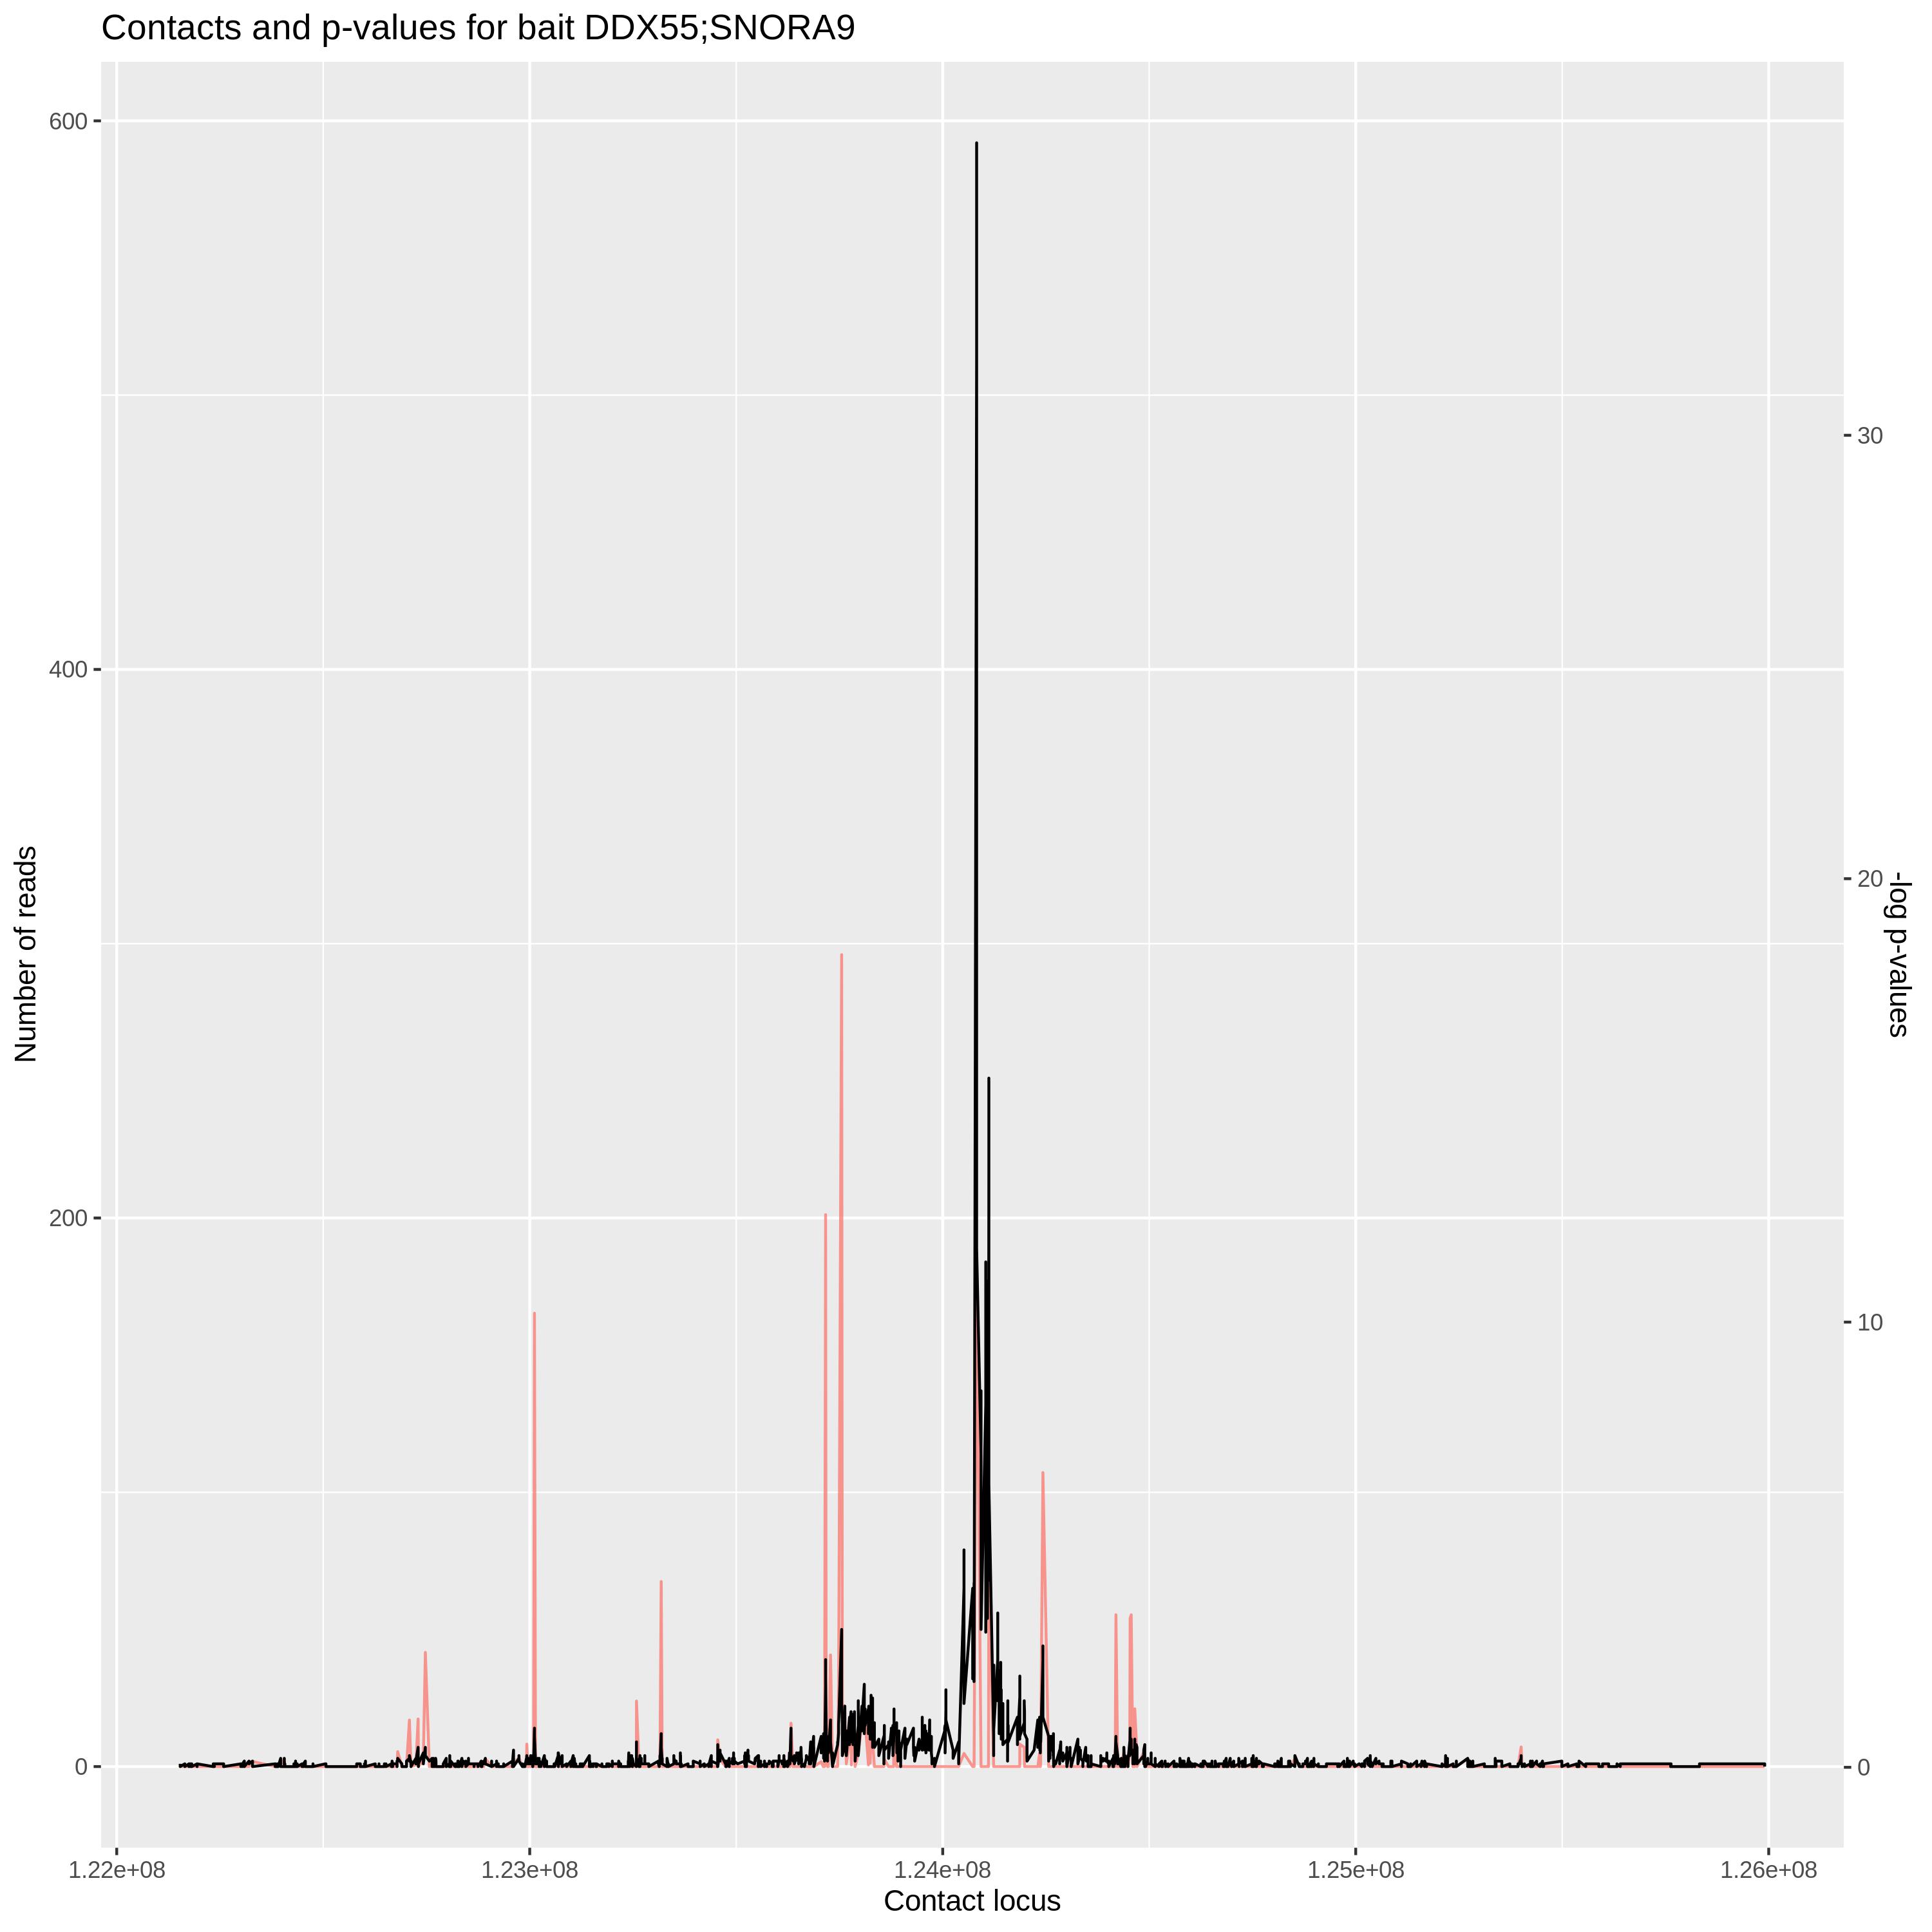 Contacts and p-values for bait DDX55;SNORA9
600
400
200
0
Number of reads
30
20
10
0
-log p-values
1.22e+08
1.23e+08
1.24e+08
1.25e+08
1.26e+08
Contact locus